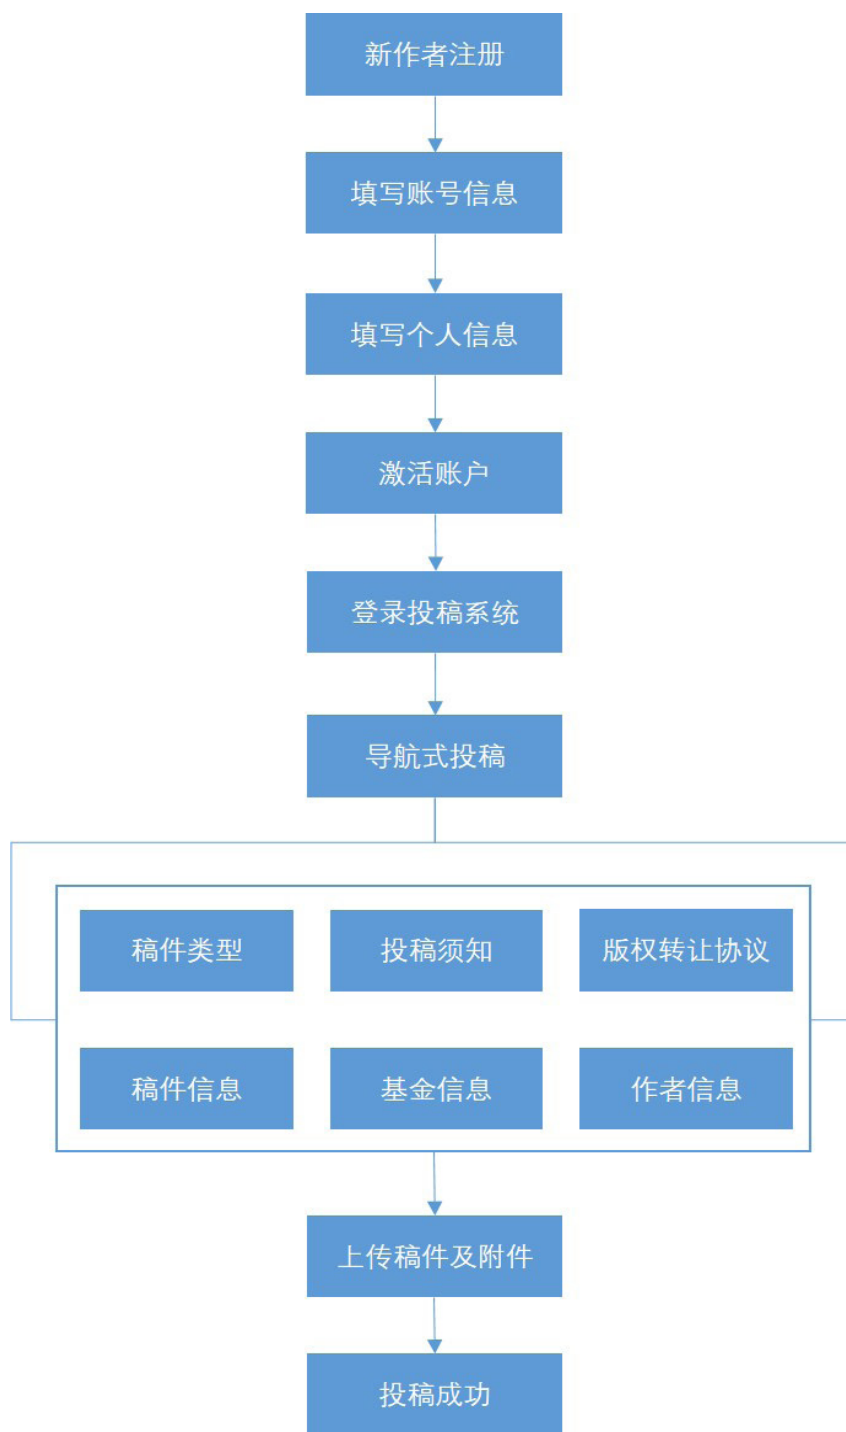 新作者注册
填写账号信息
填写个人信息
激活账户
登录投稿系统
导航式投稿
稿件类型
投稿须知
版权转让协议
稿件信息
基金信息
作者信息
上传稿件及附件
投稿成功